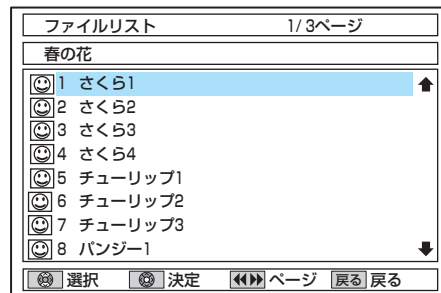 ファイルリスト 1/3ページ
春の花
1 さくら1
2 さくら2
3 さくら3
4 さくら4
5 チューリップ1
6 チューリップ2
7 チューリップ3
8 パンジー1
選択 決定 ページ 戻る 戻る